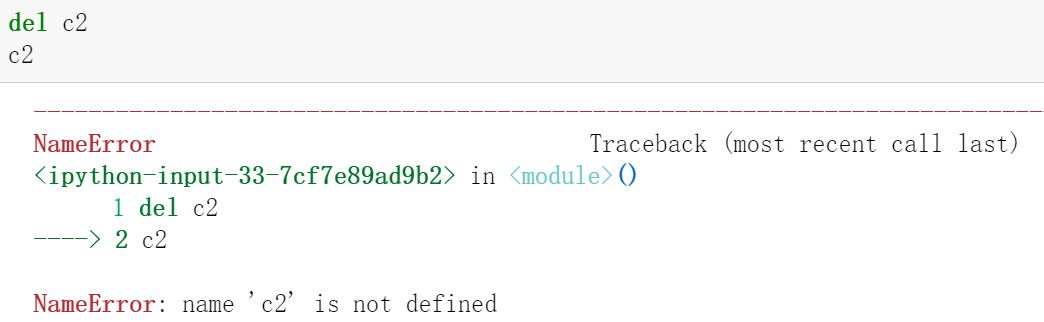 del c2
c2
---------------------------------------------------------------------------
NameError                                 Traceback (most recent call last)
<ipython-input-33-7cf7e89ad9b2> in <module>()
      1 del c2
----> 2 c2
NameError: name 'c2' is not defined